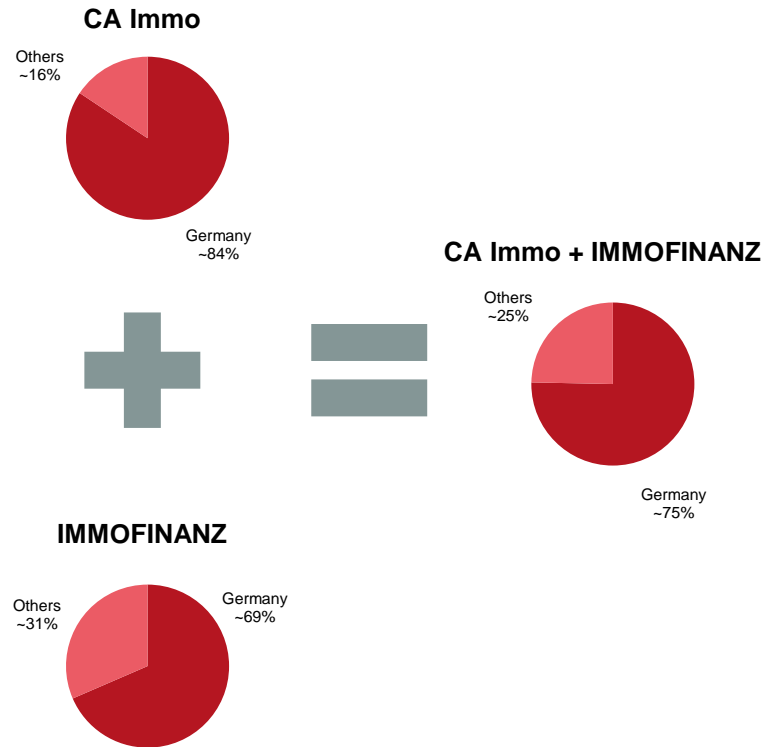 CA Immo
Others
~16%
Germany
~84%
CA Immo + IMMOFINANZ
Others
~25%
Germany
~75%
IMMOFINANZ
Others
~31%
Germany
~69%